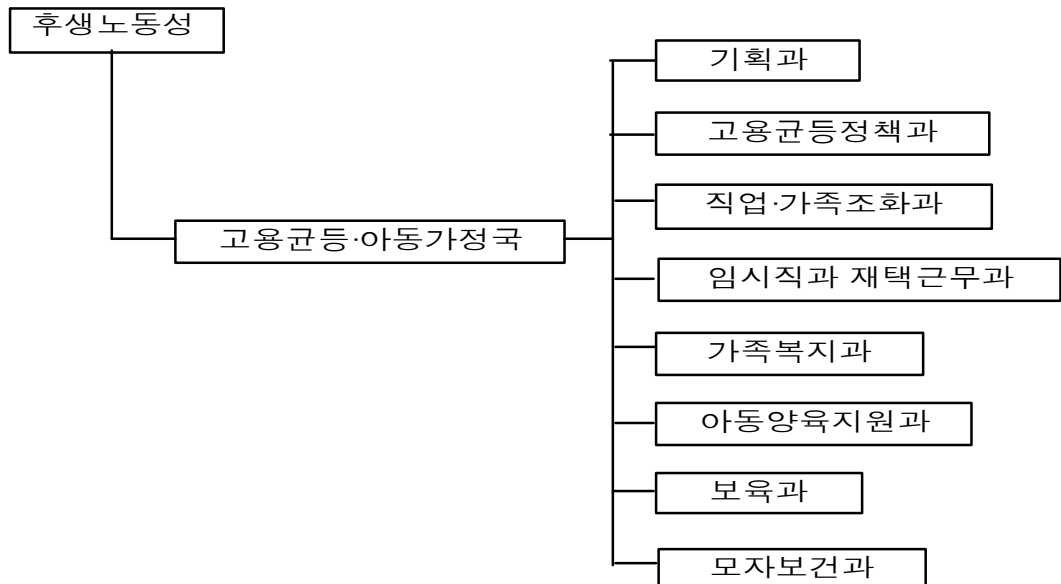 후생노동성
기획과
고용균등정책과
직업·가족조화과
고용균등·아동가정국
임시직과 재택근무과
가족복지과
아동양육지원과
보육과
모자보건과